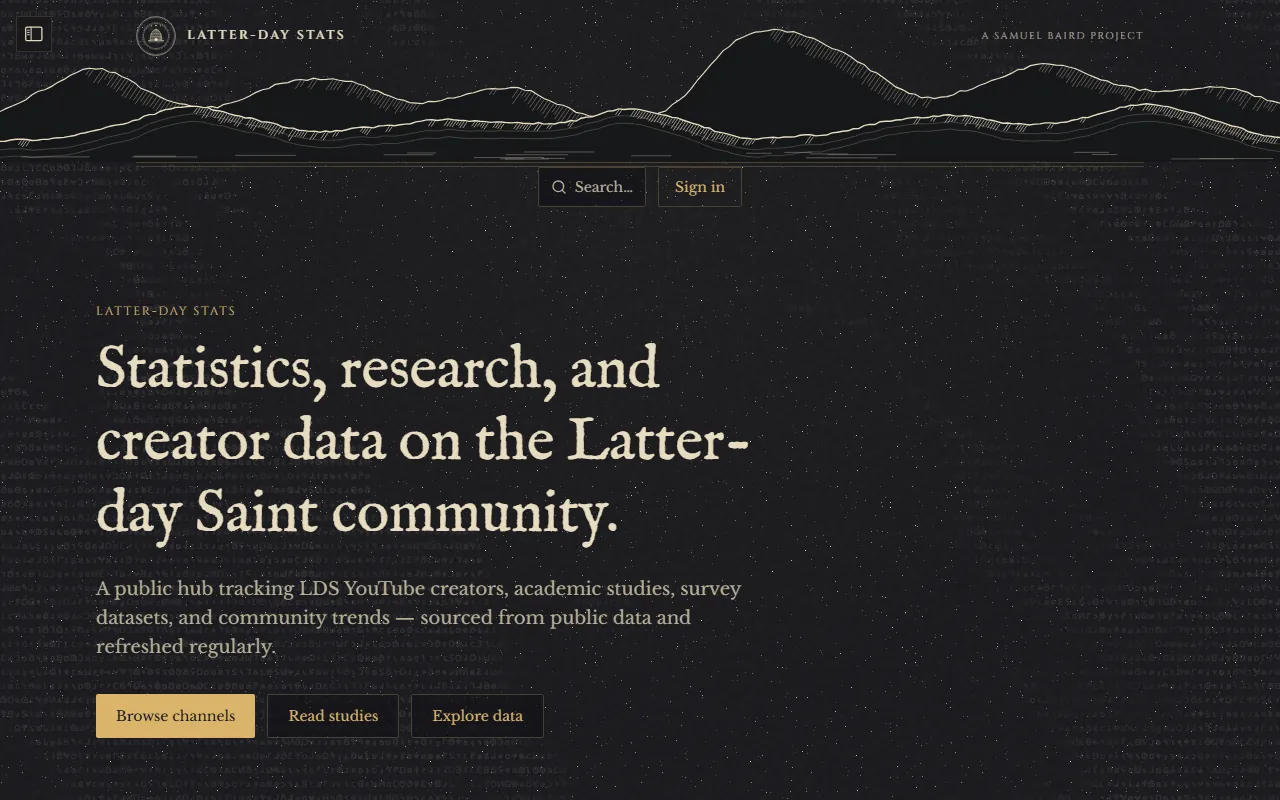 LATTER-DAY STATS
A SAMUEL BAIRD PROJECT
Search...
Sign in
LATTER-DAY STATS
Statistics, research, and
creator data on the Latter-
day Saint community.
A public hub tracking LDS YouTube creators, academic studies, survey
datasets, and community trends — sourced from public data and
refreshed regularly.
Browse channels
Read studies
Explore data